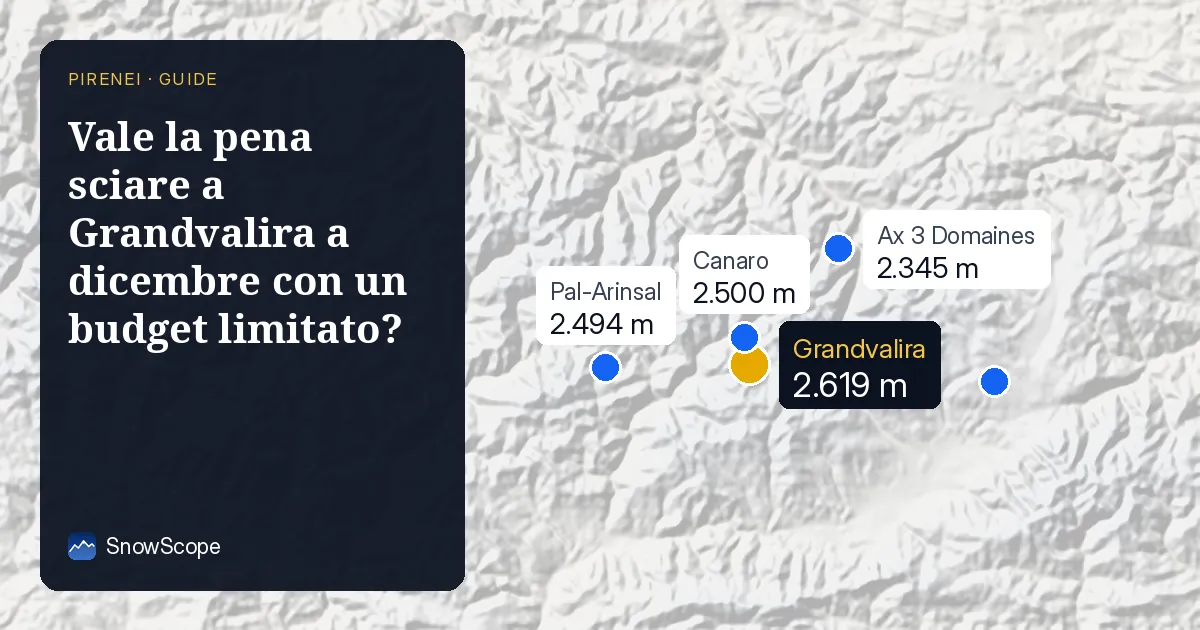 PIRENEI · GUIDE
Vale la pena
sciare a
Grandvalira a
dicembre con un
budget limitato?
SnowScope
Pal-Arinsal
2.494 m
Canaro
2.500 m
Ax 3 Domaines
2.345 m
Grandvalira
2.619 m